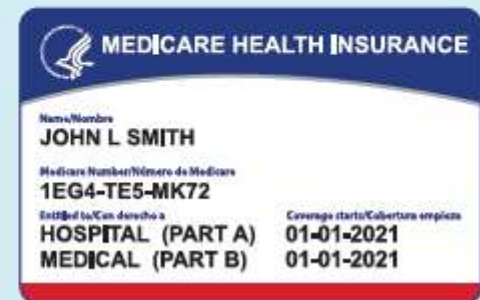 MEDICARE HEALTH INSURANCE
Name/Nombre
JOHN L SMITH
Medicare Number/Número de Medicare
1EG4-TE5-MK72
Entitled to/Con derecho a Coverage starts/Cobertura empieza
HOSPITAL (PART A) 01-01-2021
MEDICAL (PART B) 01-01-2021